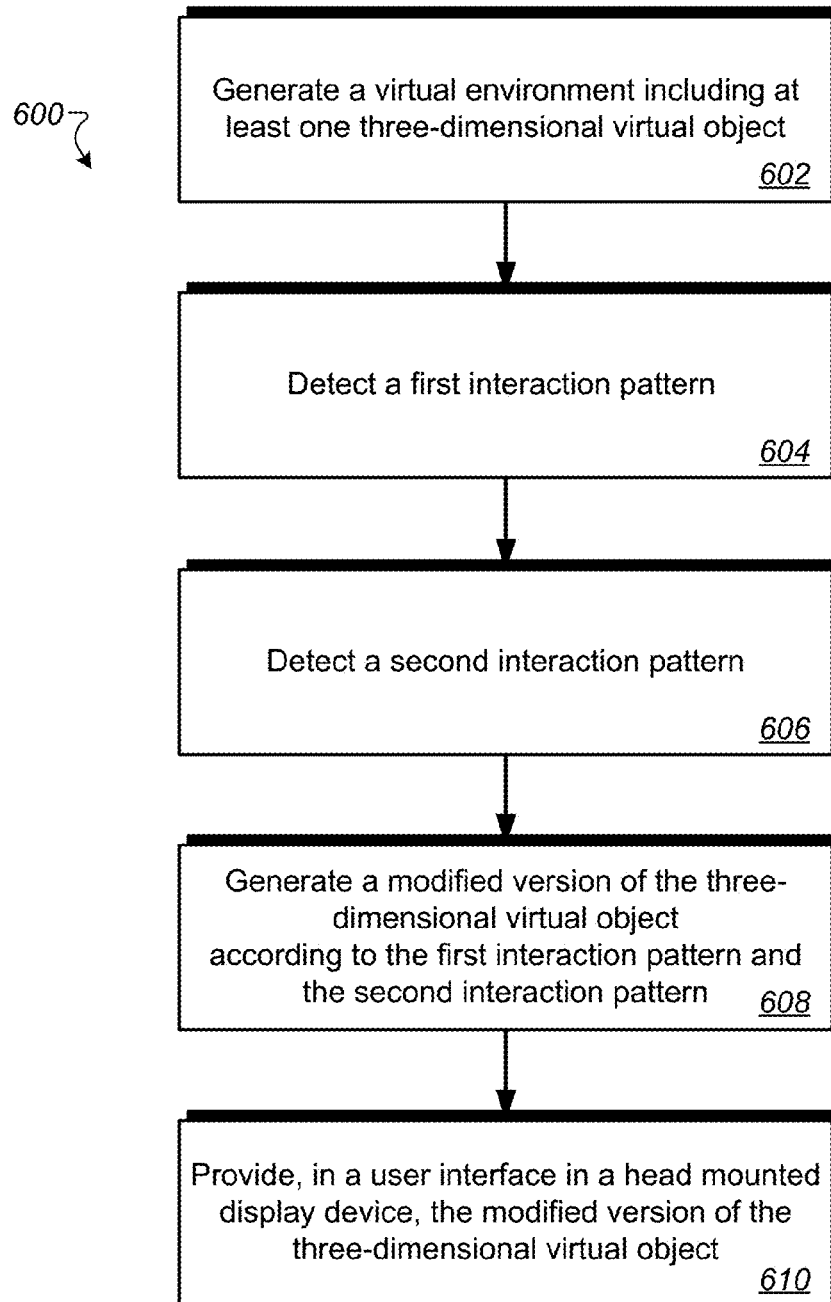 600
Generate a virtual environment including at
least one three-dimensional virtual object
602
Detect a first interaction pattern
604
Detect a second interaction pattern
606
Generate a modified version of the three-
dimensional virtual object
according to the first interaction pattern and
the second interaction pattern
608
Provide, in a user interface in a head mounted
display device, the modified version of the
three-dimensional virtual object
610